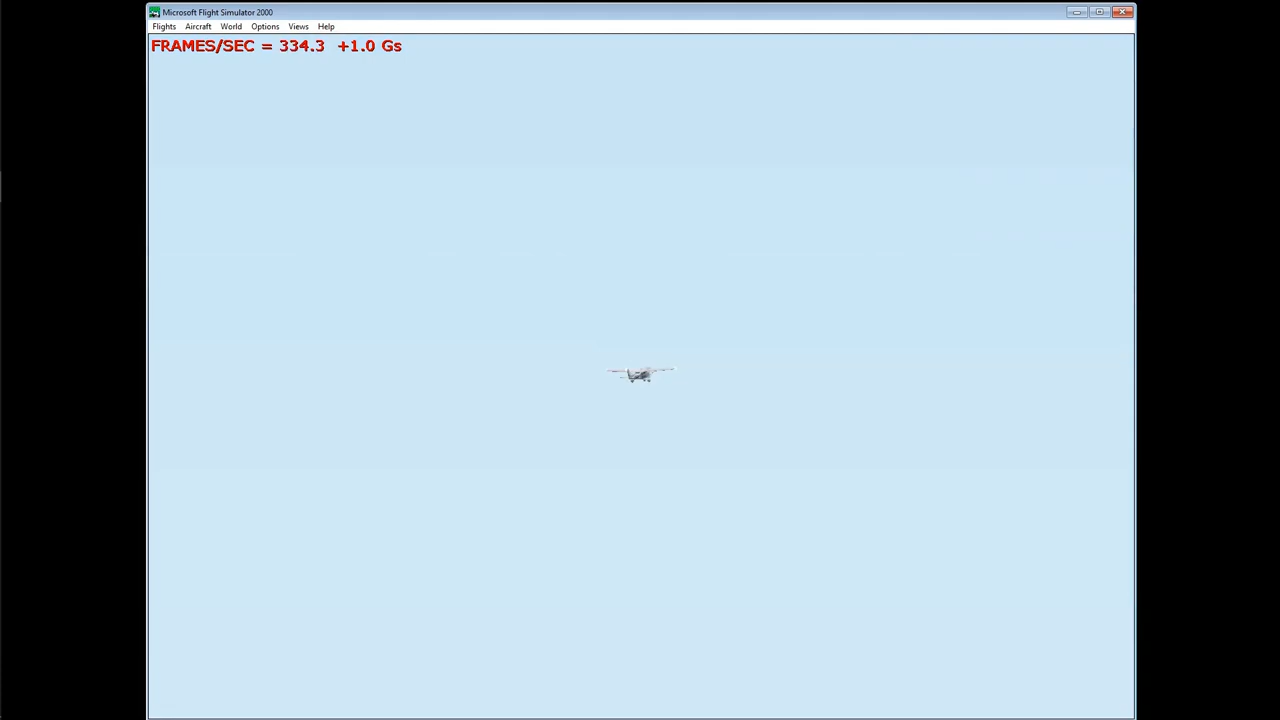 Microsoft Flight Simulator 2000
Flights Aircraft World Options Views Help
FRAMES/SEC = 334.3 +1.0 Gs